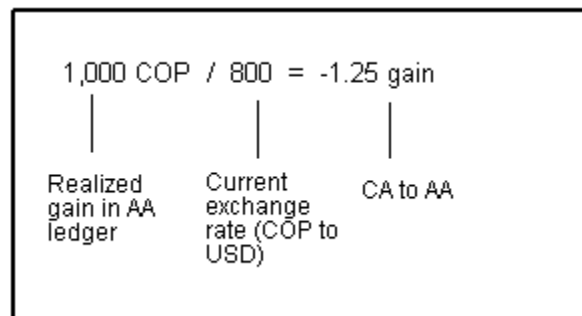 1,000 COP / 800 = -1.25 gain
Realized
gain in AA
ledger
Current
exchange
rate (COP to
USD)
CA to AA